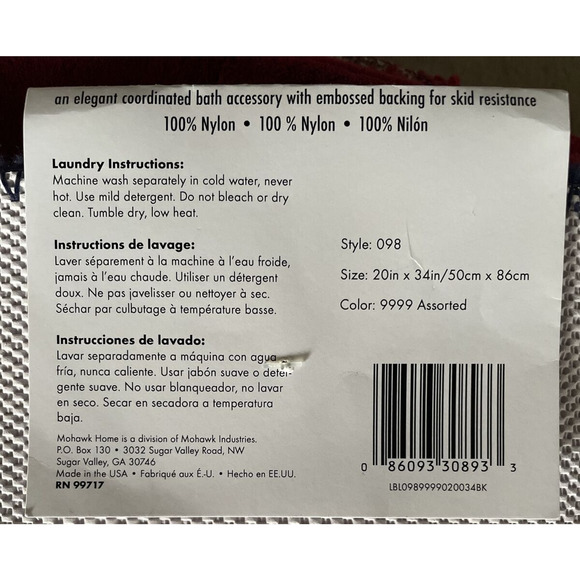 an elegant coordinated bath accessory with embossed backing for skid resistance
100% Nylon • 100 % Nylon • 100% Nilón
Laundry Instructions:
Machine wash separately in cold water, never
hot. Use mild detergent. Do not bleach or dry
clean. Tumble dry, low heat.
Instructions de lavage:
Laver séparement à la machine à l'eau froide,
jamais à l'eau chaude. Utiliser un détergent
doux. Ne pas javelisser ou nettoyer à sec.
Séchar par culbutage à température basse.
Instrucciones de lavado:
Lavar separadamente a máquina con agua
fría, nunca caliente. Usar jabón suave o deter-
gente suave. No usar blanqueador, no lavar
en seco. Secar en secadora a temperatura
baja.
Mohawk Home is a division of Mohawk Industries.
P.O. Box 130 • 3032 Sugar Valley Road, NW
Sugar Valley, GA 30746
Made in the USA • Fabriqué aux É.-U. • Hecho en EE.UU.
RN 99717
Style: 098
Size: 20in x 34in/50cm x 86cm
Color: 9999 Assorted
0 86093 30893 3
LBL0989999020034BK